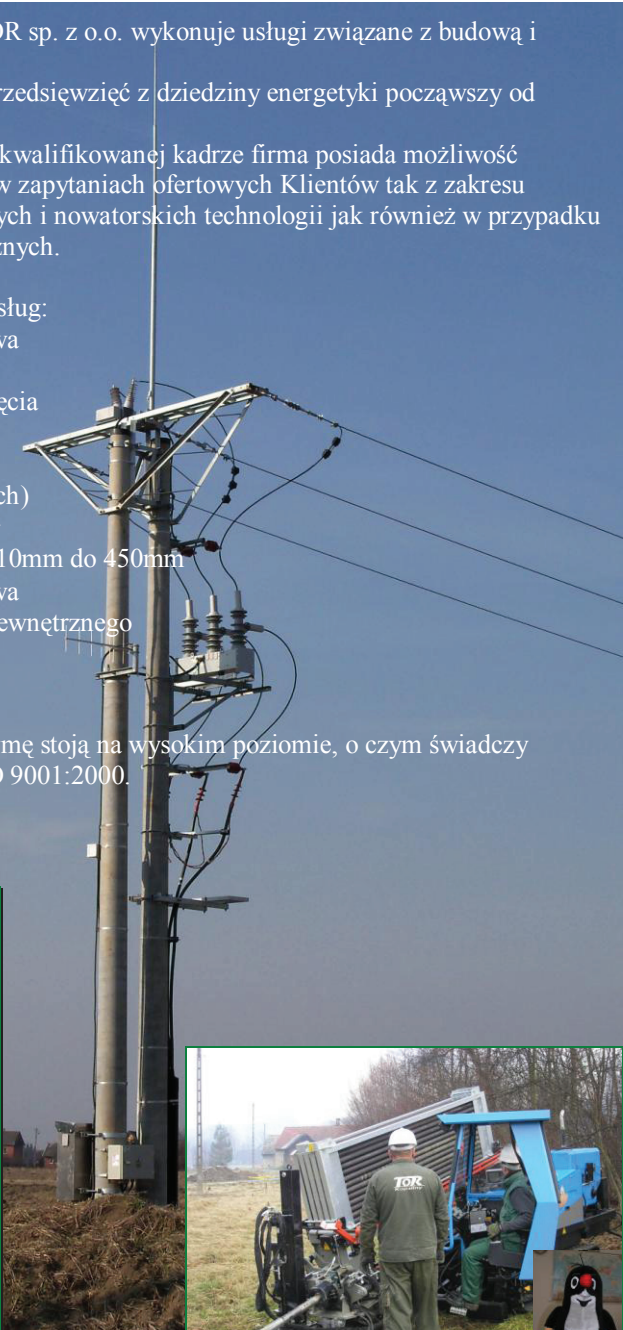 OR sp. z o.o. wykonuje usługi związane z budową i
rzedsięwzięć z dziedziny energetyki począwszy od
kwalifikowanej kadrze firma posiada możliwość
w zapytaniach ofertowych Klientów tak z zakresu
ych i nowatorskich technologii jak również w przypadku
znych.
sług:
wa
ęcia
ch)
10mm do 450mm
wa
ewnętrznego
mę stoją na wysokim poziomie, o czym świadczy
O 9001:2000.
TOR